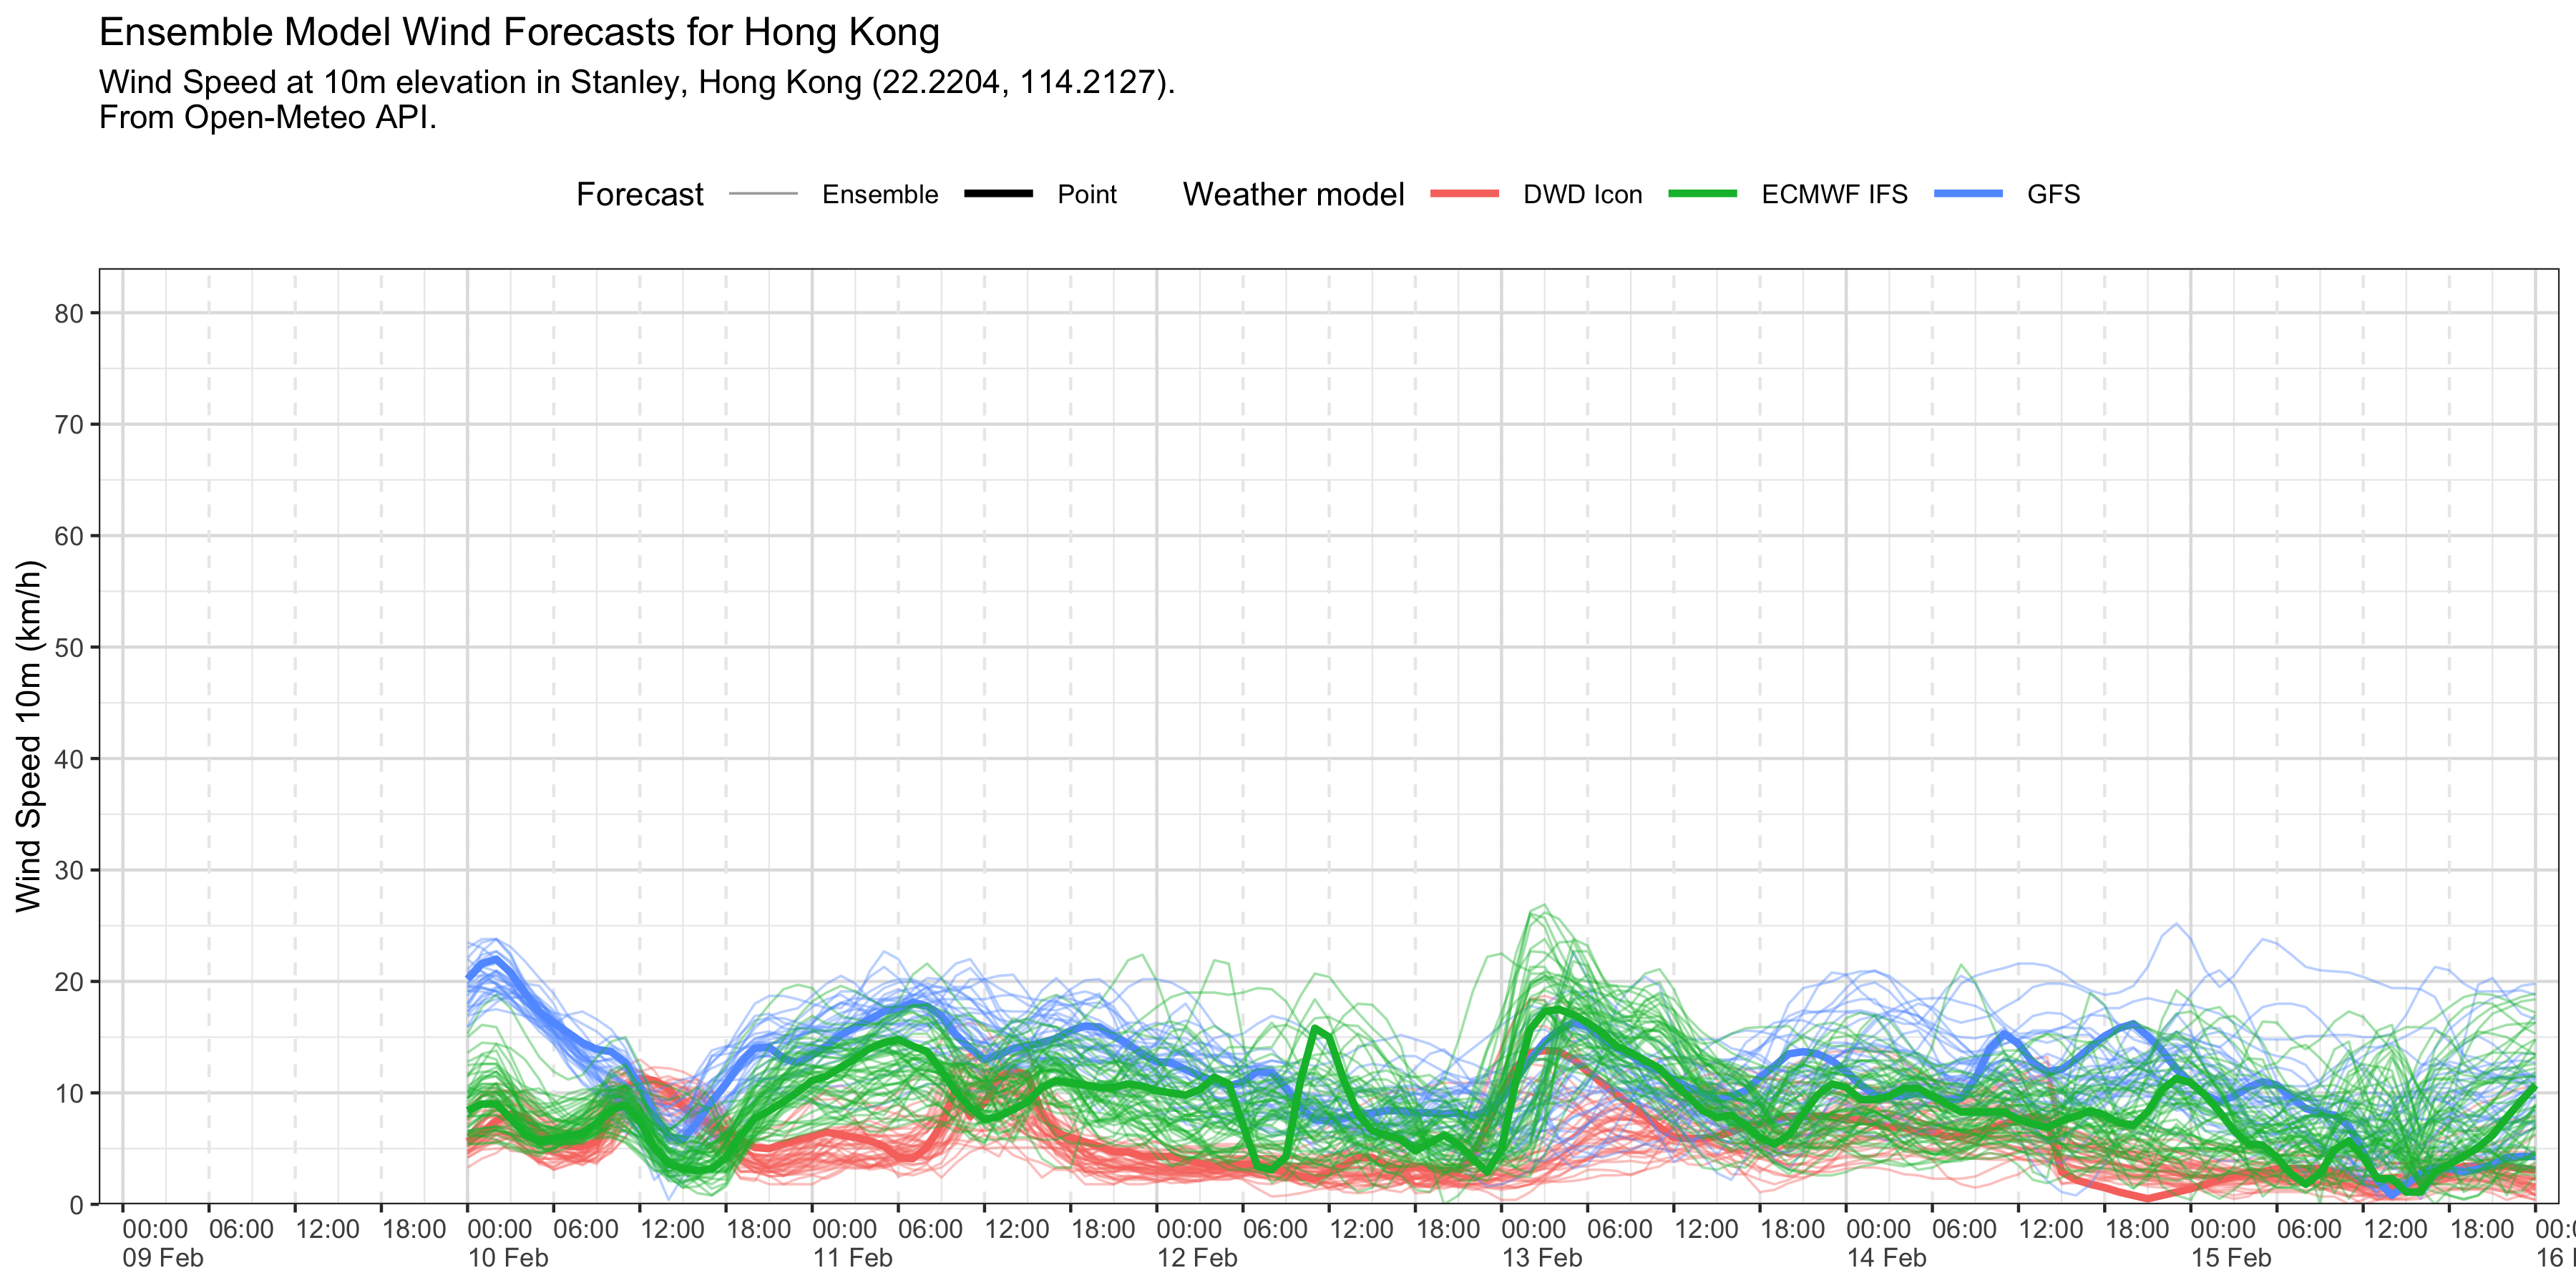 Ensemble Model Wind Forecasts for Hong Kong
Wind Speed at 10m elevation in Stanley, Hong Kong (22.2204, 114.2127).
From Open-Meteo API.
Forecast Ensemble Point Weather model DWD Icon ECMWF IFS GFS
Wind Speed 10m (km/h)
80
70
60
50
40
30
20
10
0
00:00 06:00 12:00 18:00 00:00 06:00 12:00 18:00 00:00 06:00 12:00 18:00 00:00 06:00 12:00 18:00 00:00 06:00 12:00 18:00 00:00 06:00 12:00 18:00 00:00 06:00 12:00 18:00
09 Feb 10 Feb 11 Feb 12 Feb 13 Feb 14 Feb 15 Feb 16